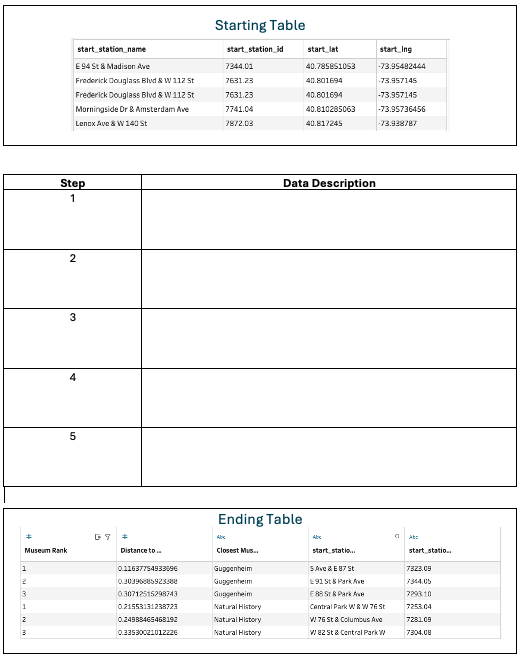 Starting Table
start_station_name start_station_id start_lat start_lng
E 94 St & Madison Ave 7344.01 40.785851053 -73.95482444
Frederick Douglass Blvd & W 112 St 7631.23 40.801694 -73.957145
Frederick Douglass Blvd & W 112 St 7631.23 40.801694 -73.957145
Morningside Dr & Amsterdam Ave 7741.04 40.810285063 -73.95736456
Lenox Ave & W 140 St 7872.03 40.817245 -73.938787
Step Data Description
1
2
3
4
5
Ending Table
# # Abc Abc Abc
Museum Rank Distance to ... Closest Mus... start_statio... start_statio...
1 0.11637754933696 Guggenheim 5 Ave & E 87 St 7323.09
2 0.30396885923388 Guggenheim E 91 St & Park Ave 7344.05
3 0.30712515298743 Guggenheim E 88 St & Park Ave 7293.10
1 0.21553131238723 Natural History Central Park W & W 76 St 7253.04
2 0.24988465468192 Natural History W 76 St & Columbus Ave 7281.09
3 0.33530021012226 Natural History W 82 St & Central Park W 7304.08